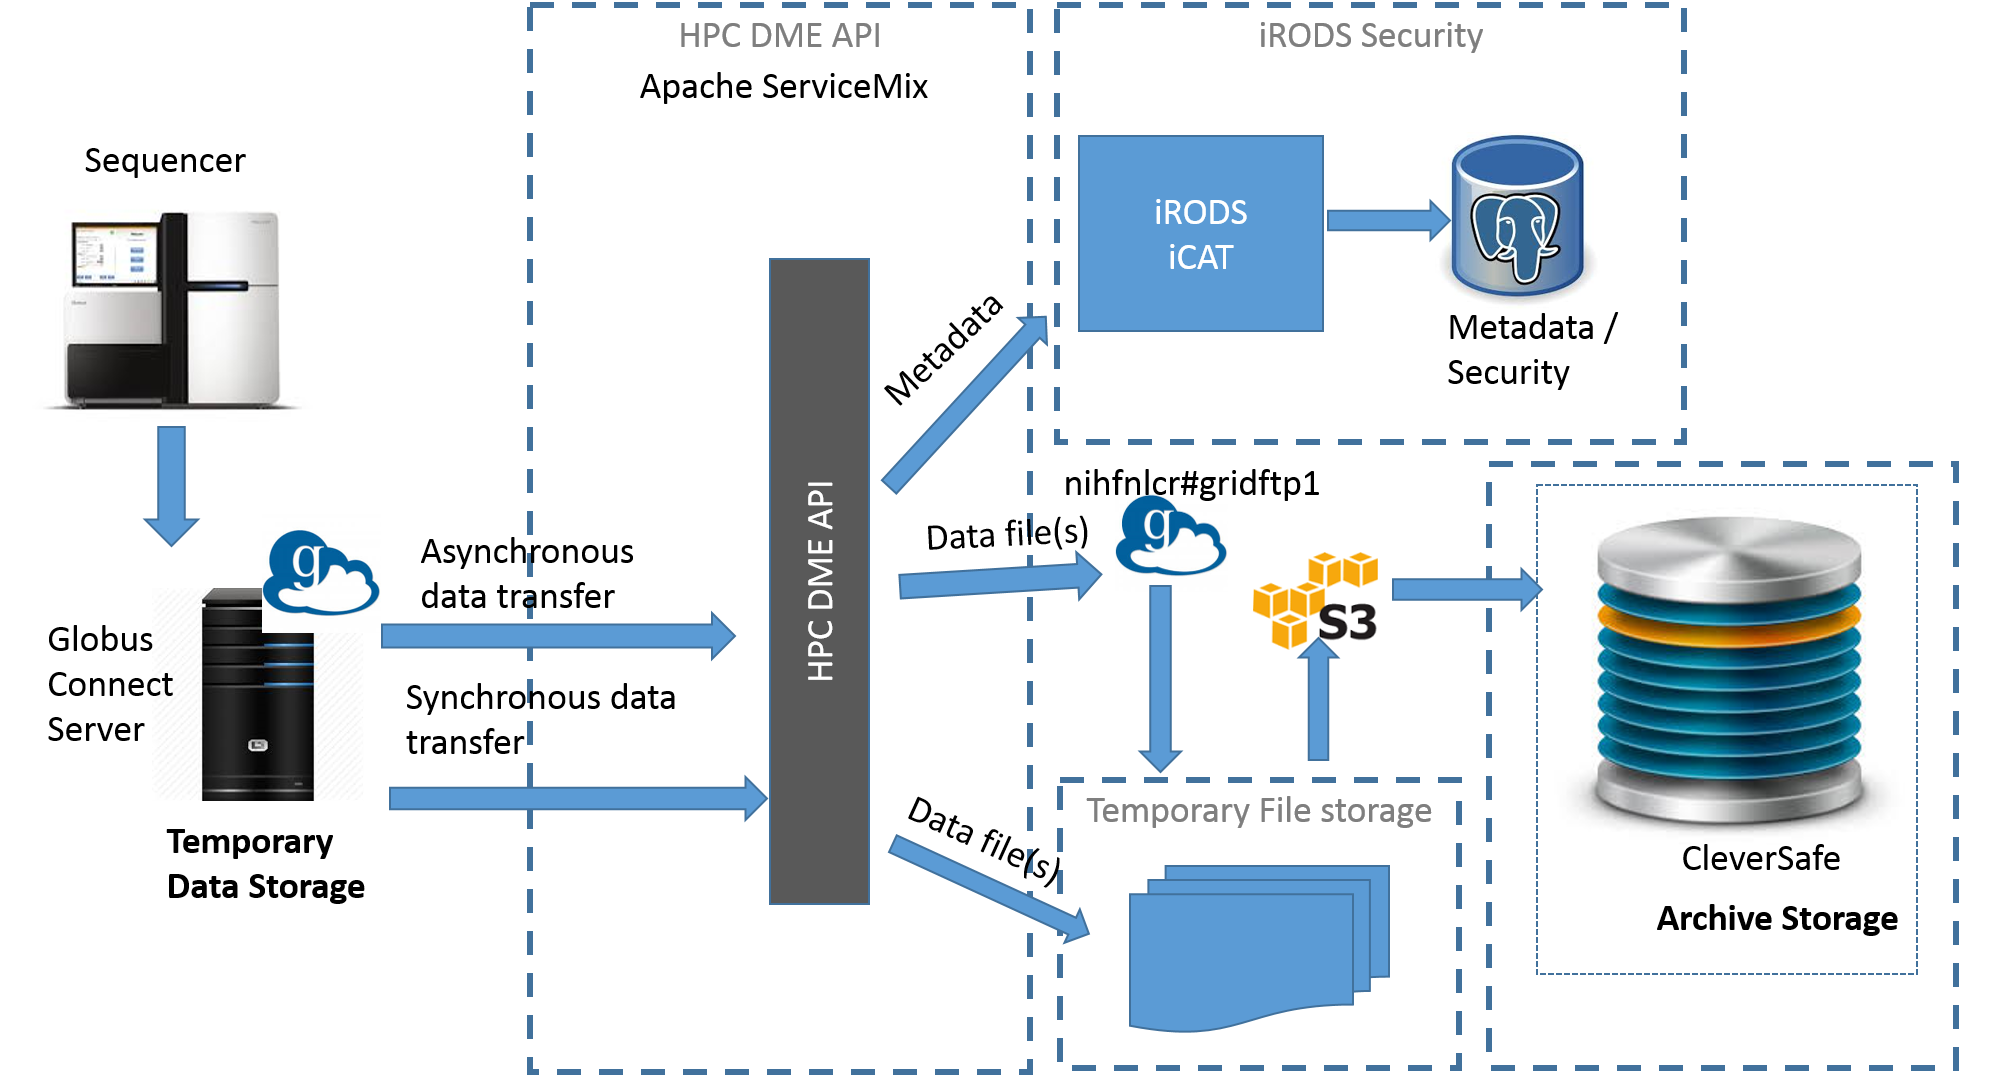 HPC DME API
Apache ServiceMix
iRODS Security
Sequencer
iRODS
iCAT
Metadata /
Security
Metadata
nihfnlcr#gridftp1
g
Data file(s)
S3
g
Asynchronous
data transfer
Globus
Connect
Server
Synchronous data
transfer
HPC DME API
Temporary
Data Storage
Data file(s)
Temporary File storage
CleverSafe
Archive Storage